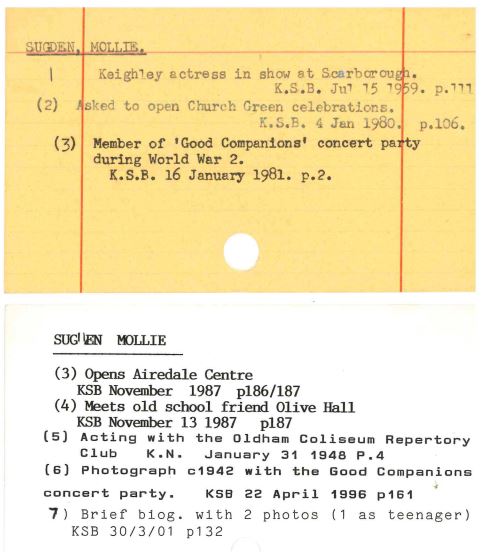 SUGDEN, MOLLIE.
1 Keighley actress in show at Scarborough.
K.S.B. Jul 15 1959. p.111
(2) Asked to open Church Green celebrations.
K.S.B. 4 Jan 1980. p.106.
(3) Member of 'Good Companions' concert party
during World War 2.
K.S.B. 16 January 1981. p.2.
SUGDEN MOLLIE
(3) Opens Airedale Centre
KSB November 1987 p186/187
(4) Meets old school friend Olive Hall
KSB November 13 1987 p187
(5) Acting with the Oldham Coliseum Repertory
Club K.N. January 31 1948 P.4
(6) Photograph c1942 with the Good Companions
concert party. KSB 22 April 1996 p161
7) Brief biog. with 2 photos (1 as teenager)
KSB 30/3/01 p132